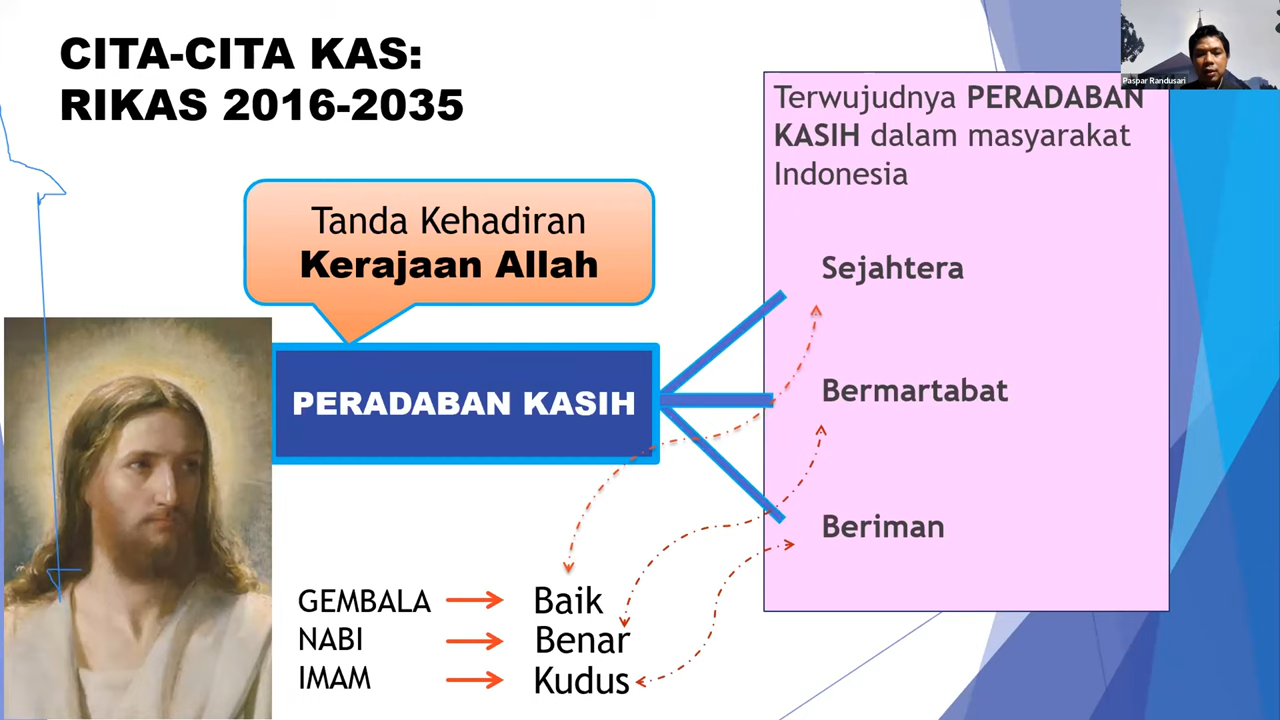 CITA-CITA KAS:
RIKAS 2016-2035
Paspar Randusari
Terwujudnya PERADABAN
KASIH dalam masyarakat
Indonesia
Tanda Kehadiran
Kerajaan Allah
Sejahtera
PERADABAN KASIH
Bermartabat
Beriman
GEMBALA Baik
NABI Benar
IMAM Kudus